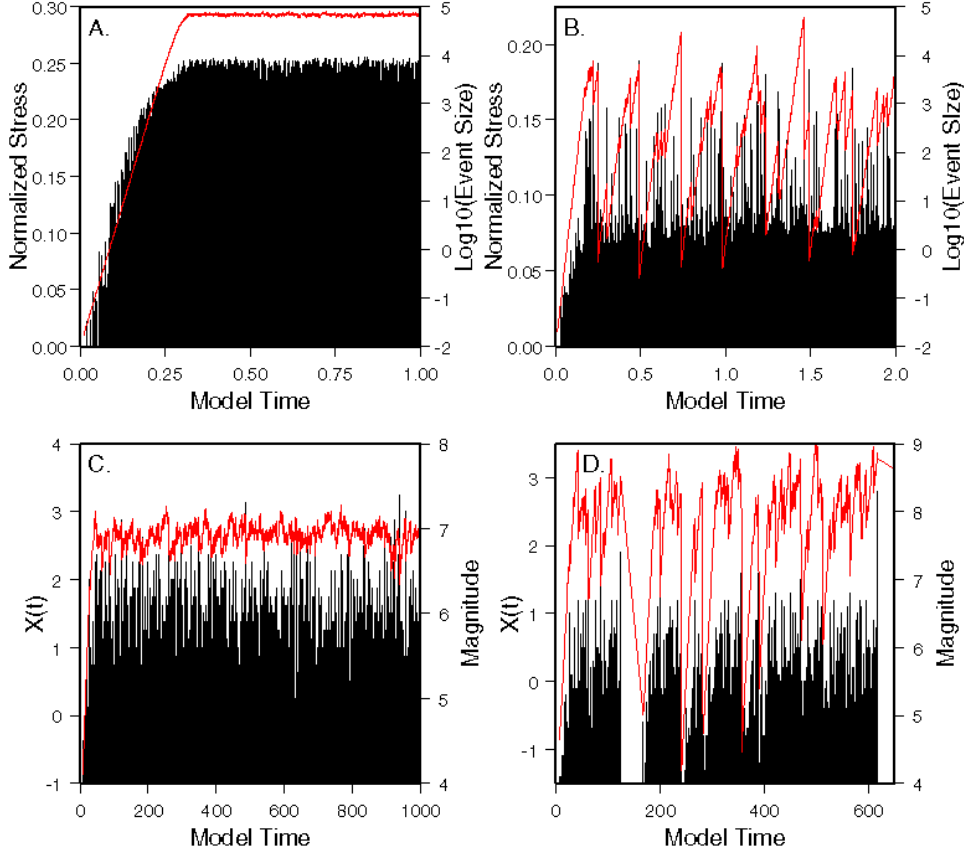 A.
Normalized Stress
0.30
0.25
0.20
0.15
0.10
0.05
0.00
5
4
3
2
1
0
-1
-2
Log10(Event Size)
0.00 0.25 0.50 0.75 1.00
Model Time
B.
Normalized Stress
0.20
0.15
0.10
0.05
0.00
5
4
3
2
1
0
-1
-2
Log10(Event SIze)
0.0 0.5 1.0 1.5 2.0
Model Time
C.
X(t)
4
3
2
1
0
-1
8
7
6
5
4
Magnitude
0 200 400 600 800 1000
Model Time
D.
X(t)
3
2
1
0
-1
9
8
7
6
5
4
Magnitude
0 200 400 600
Model Time